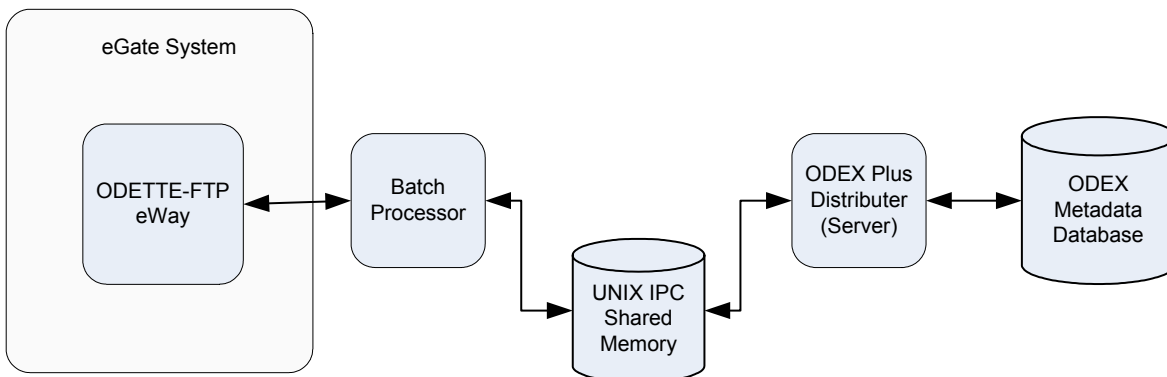 eGate System
ODETTE-FTP
eWay
Batch
Processor
UNIX IPC
Shared
Memory
ODEX Plus
Distributer
(Server)
ODEX
Metadata
Database